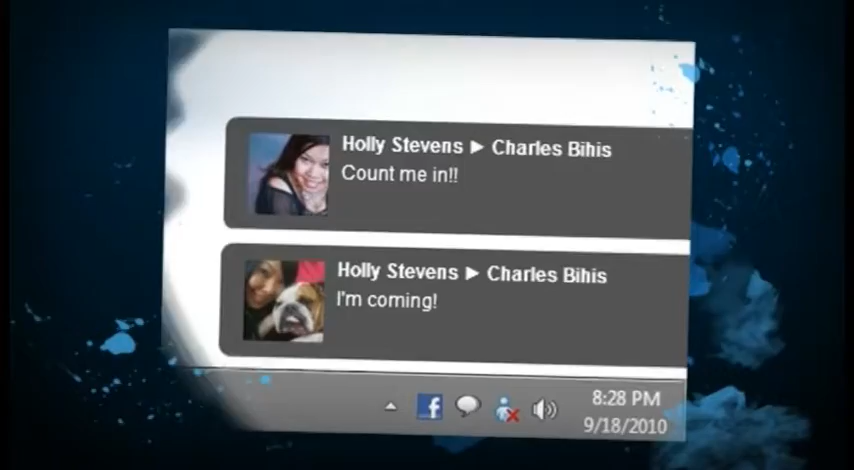 Holly Stevens ► Charles Bihis
Count me in!!
Holly Stevens ► Charles Bihis
I'm coming!
f
8:28 PM
9/18/2010